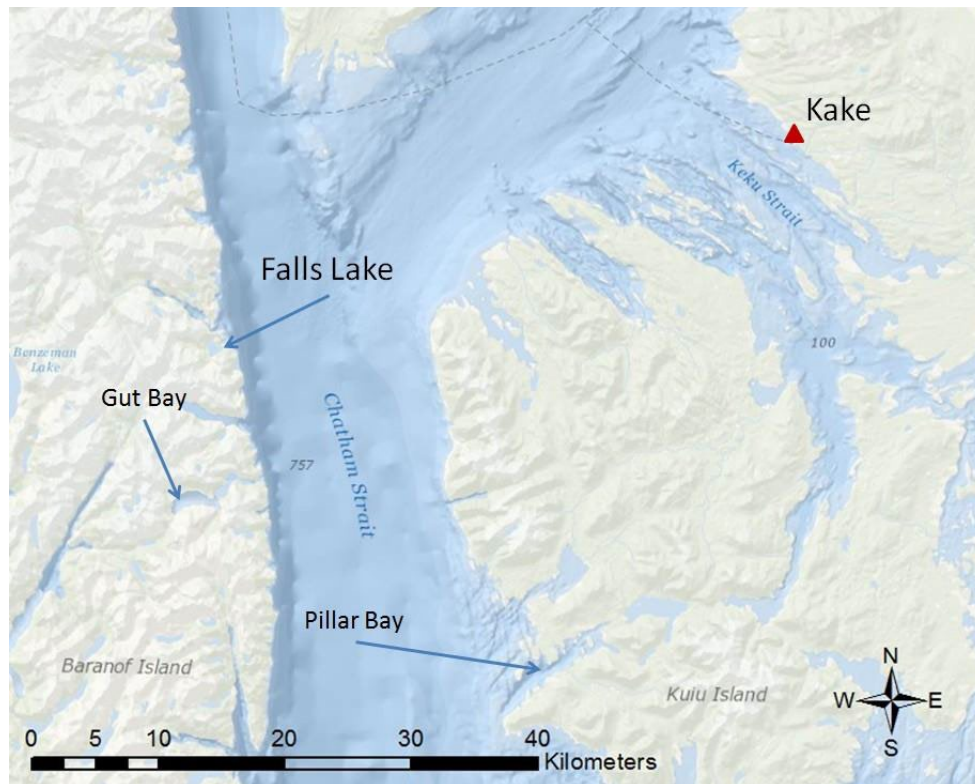 Kake
Keku Strait
Falls Lake
Benzeman
Lake
100
Gut Bay
Chatham Strait
757
Pillar Bay
Baranof Island
Kuiu Island
N
W E
S
0 5 10 20 30 40
Kilometers